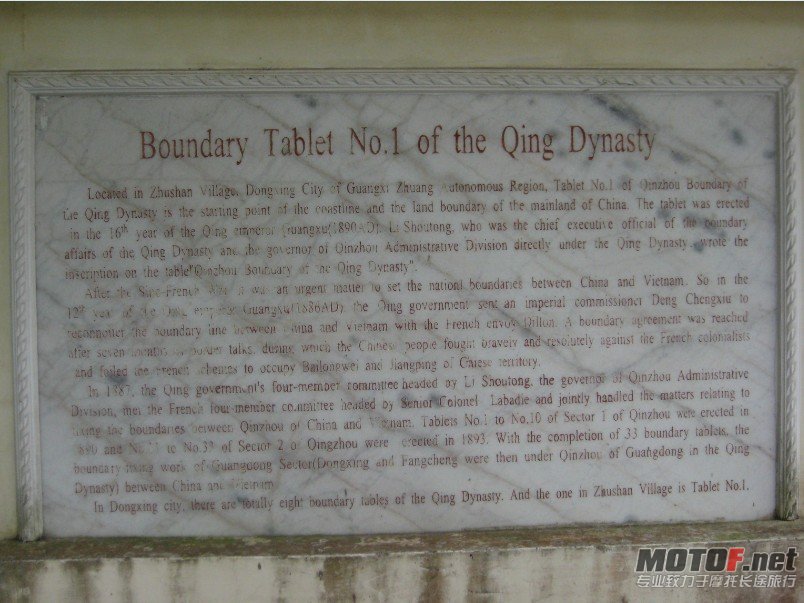 Boundary Tablet No.1 of the Qing Dynasty
Located in Zhushan Village, Dongxing City of Guangxi Zhuang Autonomous Region, Tablet No.1 of Qinzhou Boundary of
the Qing Dynasty is the starting point of the coastline and the land boundary of the mainland of China. The tablet was erected
in the 16th year of the Qing emperor Guangxu(1890AD). Li Shoutong, who was the chief executive official of the boundary
affairs of the Qing Dynasty and the governor of Qinzhou Administrative Division directly under the Qing Dynasty, wrote the
inscription on the table"Qinzhou Boundary of the Qing Dynasty".
After the Sino-French War, it was an urgent matter to set the nationl boundaries between China and Vietnam. So in the
12th year of the Qing emperor Guangxu(1886AD), the Qing government sent an imperial commissioner Deng Chengxiu to
reconnoiter the boundary line between China and Vietnam with the French envoy Dillon. A boundary agreement was reached
after seven months of border talks, during which the Chinese people fought bravely and resolutely against the French colonialists
and foiled the French schemes to occupy Bailongwei and Jiangping of Chiese territory.
In 1887, the Qing government's four-member committee headed by Li Shoutong, the governor of Qinzhou Administrative
Division, met the French four-member committee headed by Senior Colonel Labadie and jointly handled the matters relating to
fixing the boundaries between Qinzhou of China and Vietnam. Tablets No.1 to No.10 of Sector 1 of Qinzhou were erected in
1890 and to No.33 of Sector 2 of Qingzhou were erected in 1893. With the completion of 33 boundary tablets, the
boundary-fixing work of Guangdong Sector(Dongxing and Fangcheng were then under Qinzhou of Guangdong in the Qing
Dynasty) between China and Vietnam
In Dongxing city, there are totally eight boundary tables of the Qing Dynasty. And the one in Zhushan Village is Tablet No.1.
MOTOF.net
专业致力于摩托长途旅行